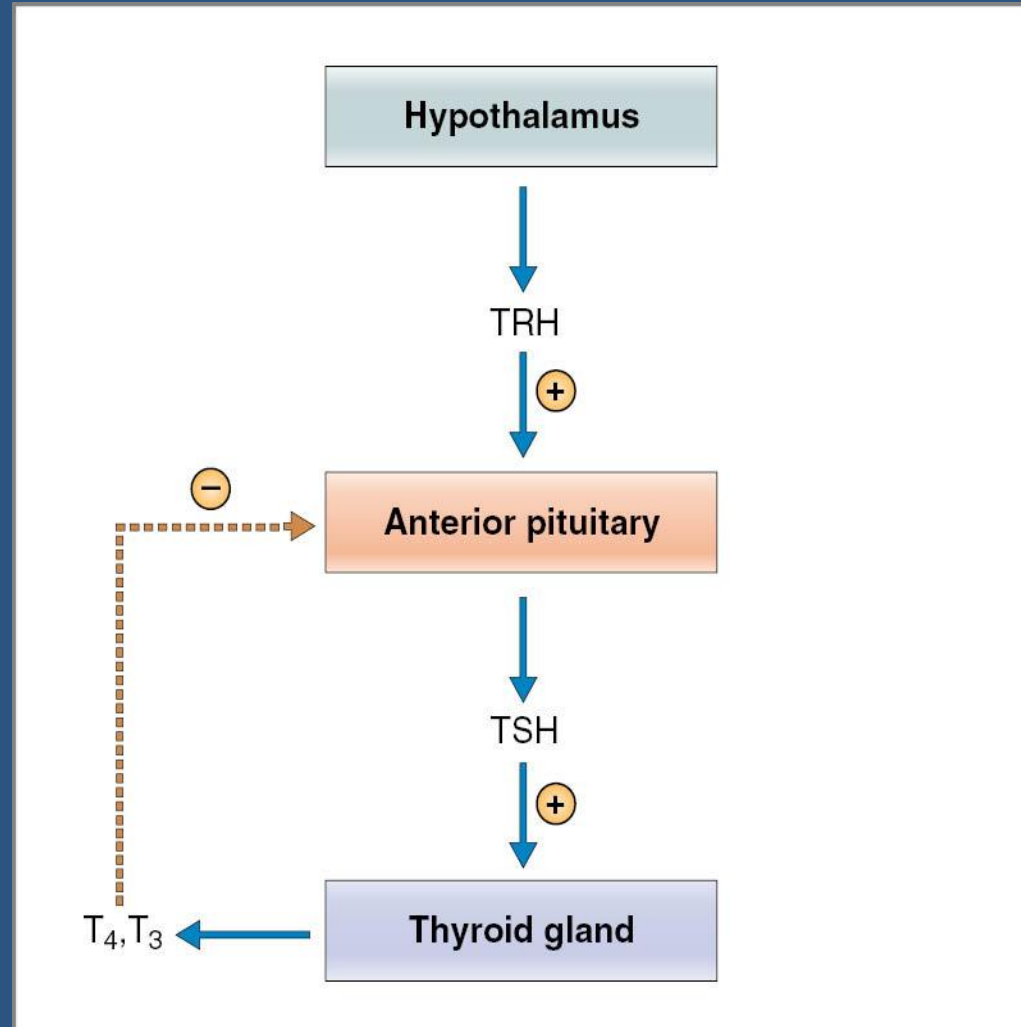 Hypothalamus
TRH
+
−
Anterior pituitary
TSH
+
T₄,T₃
Thyroid gland